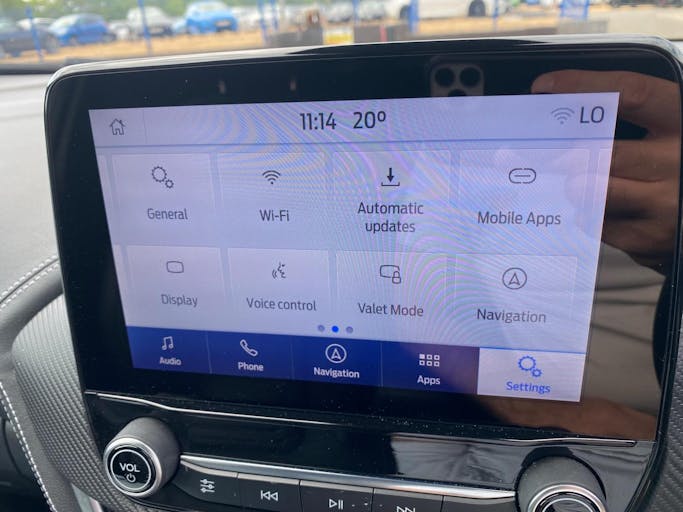 11:14 20° LO
General
Wi-Fi
Automatic
updates
Mobile Apps
Display
Voice control
Valet Mode
Navigation
Audio
Phone
Navigation
Apps
Settings
VOL